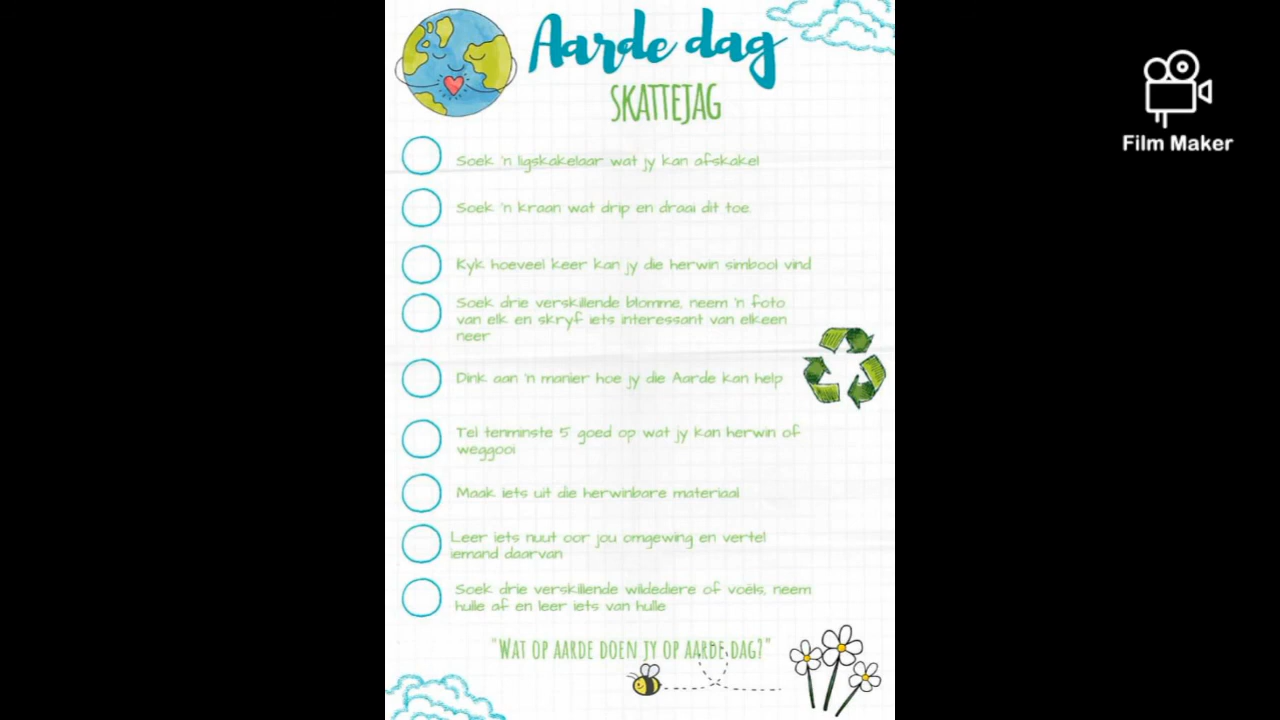 Aarde dag
SKATTEJAG
Film Maker
Soek 'n ligskakelaar wat jy kan afskakel
Soek 'n kraan wat drip en draai dit toe.
Kyk hoeveel keer kan jy die herwin simbool vind
Soek drie verskillende blomme, neem 'n foto
van elk en skryf iets interessant van elkeen
neer
Dink aan 'n manier hoe jy die Aarde kan help
Tel tenminste 5 goed op wat jy kan herwin of
weggooi
Maak iets uit die herwinbare materiaal
Leer iets nuut oor jou omgewing en vertel
iemand daarvan
Soek drie verskillende wildediere of voëls, neem
hulle af en leer iets van hulle
"WAT OP AARDE DOEN JY OP AARDE DAG?"